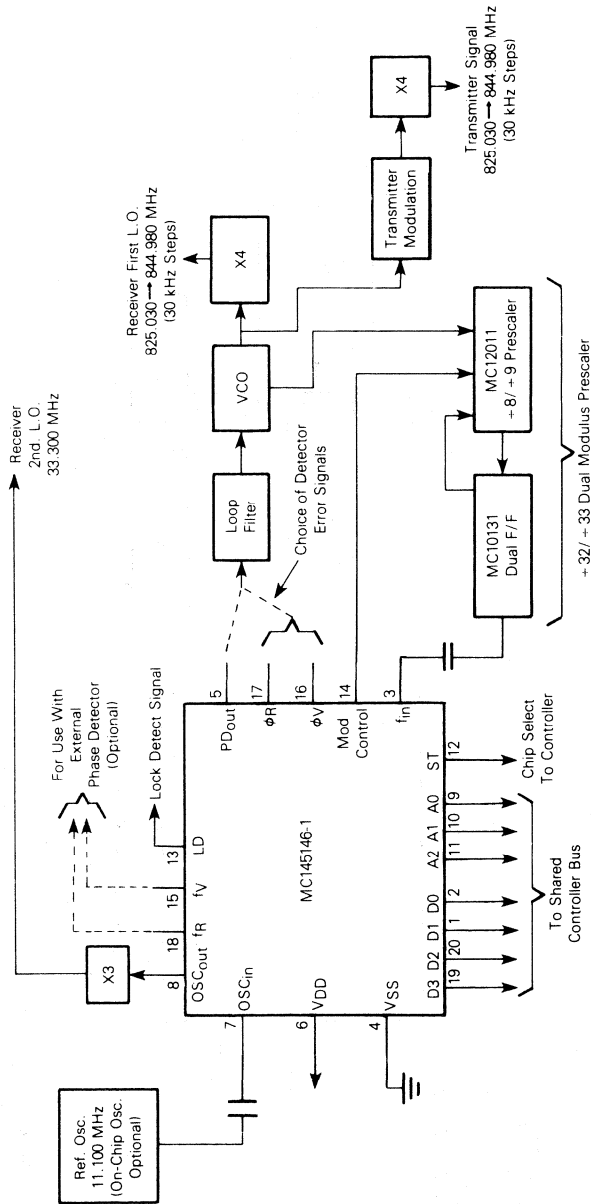 Receiver
2nd. L.O.
33.300 MHz
Receiver First L.O.
825.030→844.980 MHz
(30 kHz Steps)
Transmitter Signal
825.030→844.980 MHz
(30 kHz Steps)
X4
X4
Transmitter
Modulation
VCO
Loop
Filter
Choice of Detector
Error Signals
MC12011
÷8/÷9 Prescaler
MC10131
Dual F/F
÷32/÷33 Dual Modulus Prescaler
For Use With
External
Phase Detector
(Optional)
Lock Detect Signal
X3
Ref. Osc.
11.100 MHz
(On-Chip Osc.
Optional)
8
18
15
13
OSCout
fR
fV
LD
7
OSCin
6
VDD
4
VSS
MC145146-1
5
PDout
17
ΦR
16
ΦV
14
Mod
Control
3
fin
D3
D2
D1
D0
A2
A1
A0
ST
19
20
1
2
11
10
9
12
To Shared
Controller Bus
Chip Select
To Controller